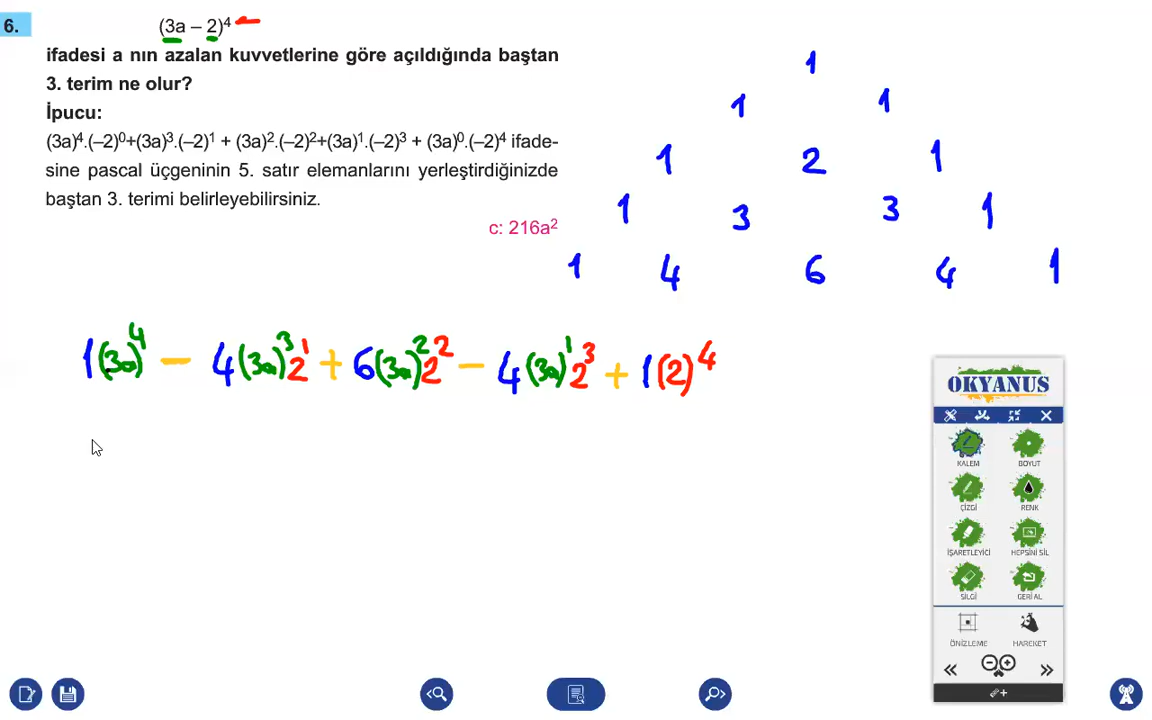 6.
(3a – 2)⁴
ifadesi a nın azalan kuvvetlerine göre açıldığında baştan
3. terim ne olur?
İpucu:
(3a)⁴.(–2)⁰+(3a)³.(–2)¹ + (3a)².(–2)²+(3a)¹.(–2)³ + (3a)⁰.(–2)⁴ ifade-
sine pascal üçgeninin 5. satır elemanlarını yerleştirdiğinizde
baştan 3. terimi belirleyebilirsiniz.
c: 216a²
1
1 1
1 2 1
1 3 3 1
1 4 6 4 1
1(3a)⁴ – 4(3a)³2¹ + 6(3a)²2² – 4(3a)¹2³ + 1(2)⁴
OKYANUS
KALEM BOYUT
ÇİZGİ RENK
İŞARETLEYİCİ HEPSİNİ SİL
SİLGİ GERİ AL
ÖNİZLEME HAREKET